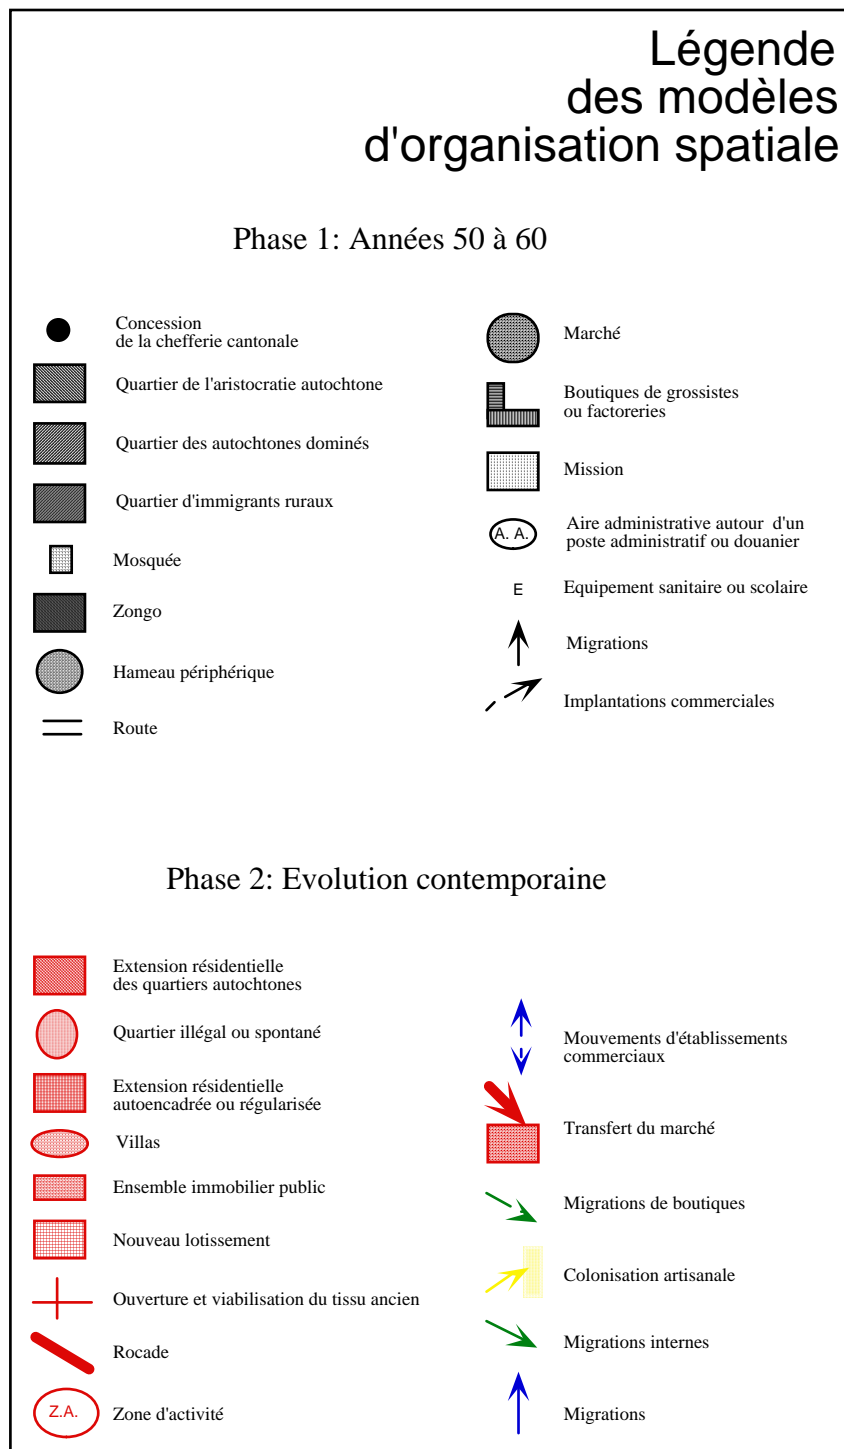 Légende
des modèles
d'organisation spatiale
Phase 1: Années 50 à 60
Concession
de la chefferie cantonale
Quartier de l'aristocratie autochtone
Quartier des autochtones dominés
Quartier d'immigrants ruraux
Mosquée
Zongo
Hameau périphérique
Route
Marché
Boutiques de grossistes
ou factoreries
Mission
A. A.
Aire administrative autour d'un
poste administratif ou douanier
E
Equipement sanitaire ou scolaire
Migrations
Implantations commerciales
Phase 2: Evolution contemporaine
Extension résidentielle
des quartiers autochtones
Quartier illégal ou spontané
Extension résidentielle
autoencadrée ou régularisée
Villas
Ensemble immobilier public
Nouveau lotissement
Ouverture et viabilisation du tissu ancien
Rocade
Z.A.
Zone d'activité
Mouvements d'établissements
commerciaux
Transfert du marché
Migrations de boutiques
Colonisation artisanale
Migrations internes
Migrations